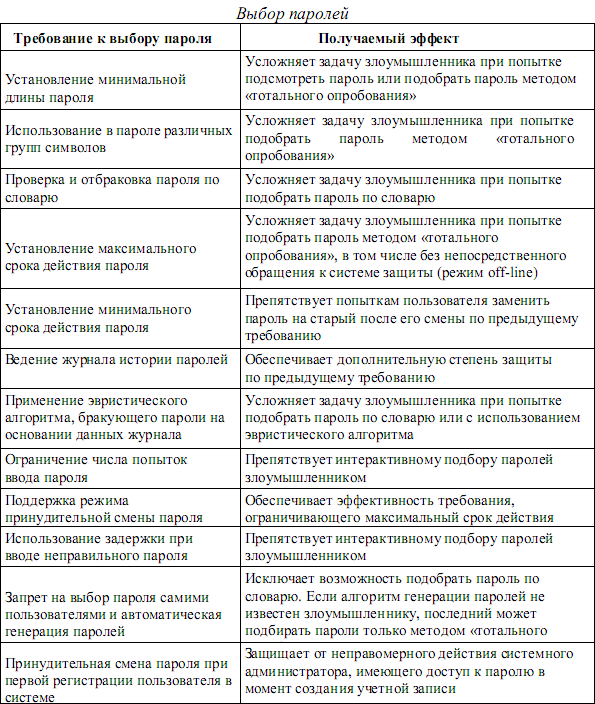 Выбор паролей
Требование к выбору пароля
Получаемый эффект
Установление минимальной
длины пароля
Усложняет задачу злоумышленника при попытке
подсмотреть пароль или подобрать пароль методом
«тотального опробования»
Использование в пароле различных
групп символов
Усложняет задачу злоумышленника при попытке
подобрать пароль методом «тотального
опробования»
Проверка и отбраковка пароля по
словарю
Усложняет задачу злоумышленника при попытке
подобрать пароль по словарю
Установление максимального
срока действия пароля
Усложняет задачу злоумышленника при попытке
подобрать пароль методом «тотального
опробования», в том числе без непосредственного
обращения к системе защиты (режим off-line)
Установление минимального
срока действия пароля
Препятствует попыткам пользователя заменить
пароль на старый после его смены по предыдущему
требованию
Ведение журнала истории паролей
Обеспечивает дополнительную степень защиты
по предыдущему требованию
Применение эвристического
алгоритма, бракующего пароли на
основании данных журнала
Усложняет задачу злоумышленника при попытке
подобрать пароль по словарю или с использованием
эвристического алгоритма
Ограничение числа попыток
ввода пароля
Препятствует интерактивному подбору паролей
злоумышленником
Поддержка режима
принудительной смены пароля
Обеспечивает эффективность требования,
ограничивающего максимальный срок действия
Использование задержки при
вводе неправильного пароля
Препятствует интерактивному подбору паролей
злоумышленником
Запрет на выбор пароля самими
пользователями и автоматическая
генерация паролей
Исключает возможность подобрать пароль по
словарю. Если алгоритм генерации паролей не
известен злоумышленнику, последний может
подбирать пароли только методом «тотального
Принудительная смена пароля при
первой регистрации пользователя в
системе
Защищает от неправомерного действия системного
администратора, имеющего доступ к паролю в
момент создания учетной записи